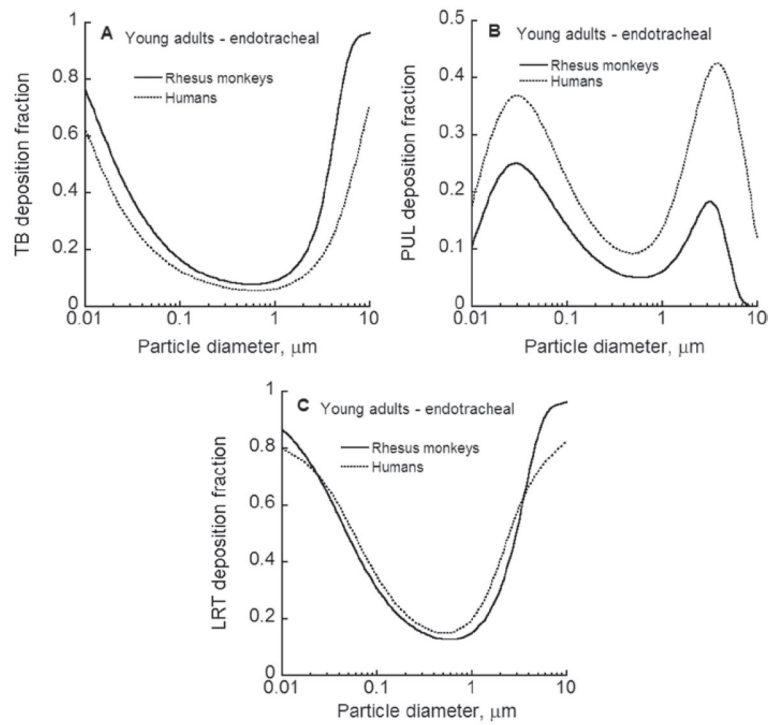 A Young adults - endotracheal
Rhesus monkeys
Humans
1
0.8
0.6
0.4
0.2
0
TB deposition fraction
0.01 0.1 1 10
Particle diameter, μm
B Young adults - endotracheal
Rhesus monkeys
Humans
0.5
0.4
0.3
0.2
0.1
0
PUL deposition fraction
0.01 0.1 1 10
Particle diameter, μm
C Young adults - endotracheal
Rhesus monkeys
Humans
1
0.8
0.6
0.4
0.2
0
LRT deposition fraction
0.01 0.1 1 10
Particle diameter, μm